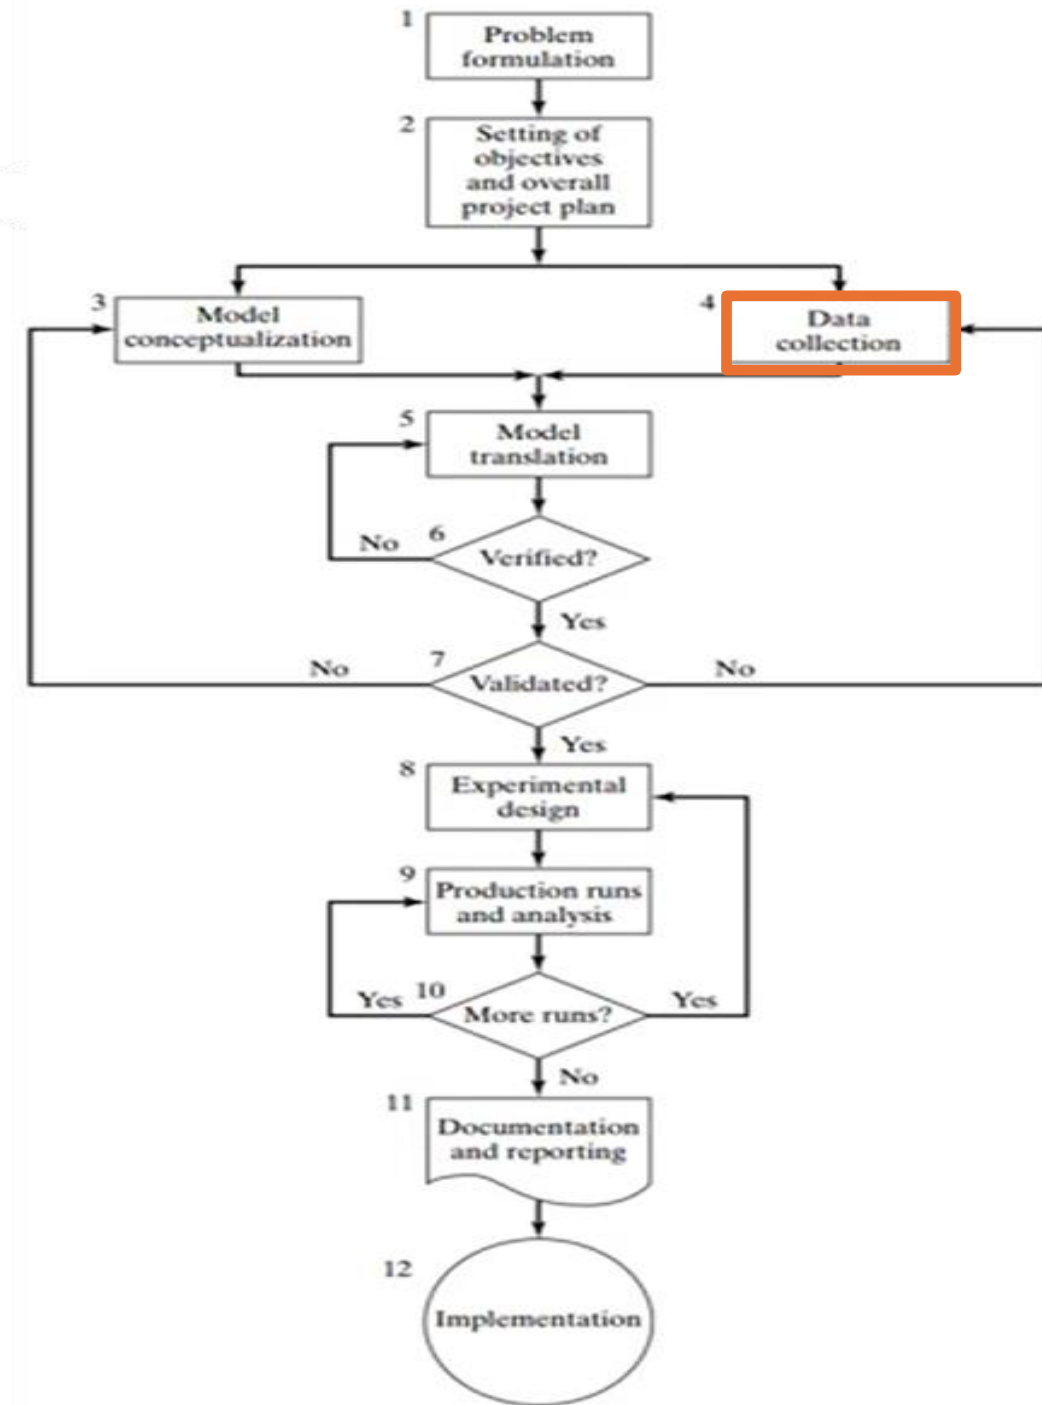 1
Problem
formulation
2
Setting of
objectives
and overall
project plan
3
Model
conceptualization
4
Data
collection
5
Model
translation
6
No
Verified?
Yes
7
No
Validated?
No
Yes
8
Experimental
design
9
Production runs
and analysis
10
Yes
More runs?
Yes
No
11
Documentation
and reporting
12
Implementation